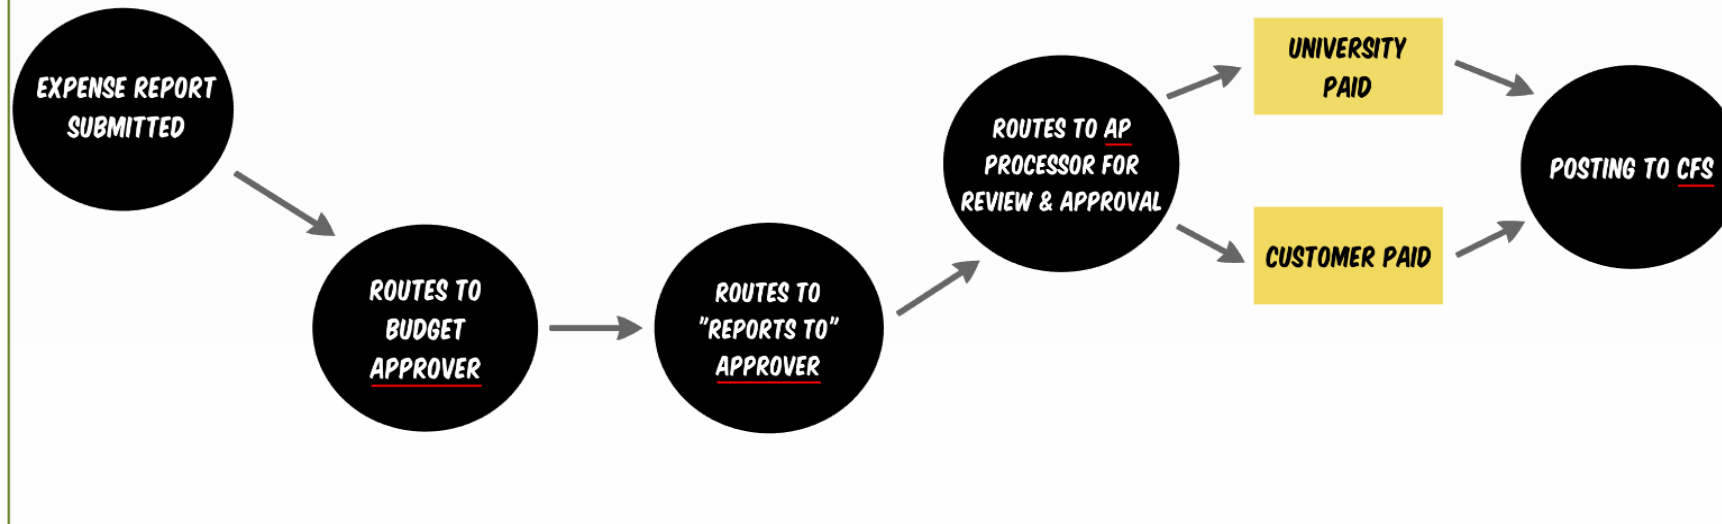 EXPENSE REPORT
SUBMITTED
ROUTES TO
BUDGET
APPROVER
ROUTES TO
"REPORTS TO"
APPROVER
ROUTES TO AP
PROCESSOR FOR
REVIEW & APPROVAL
UNIVERSITY
PAID
CUSTOMER PAID
POSTING TO CFS